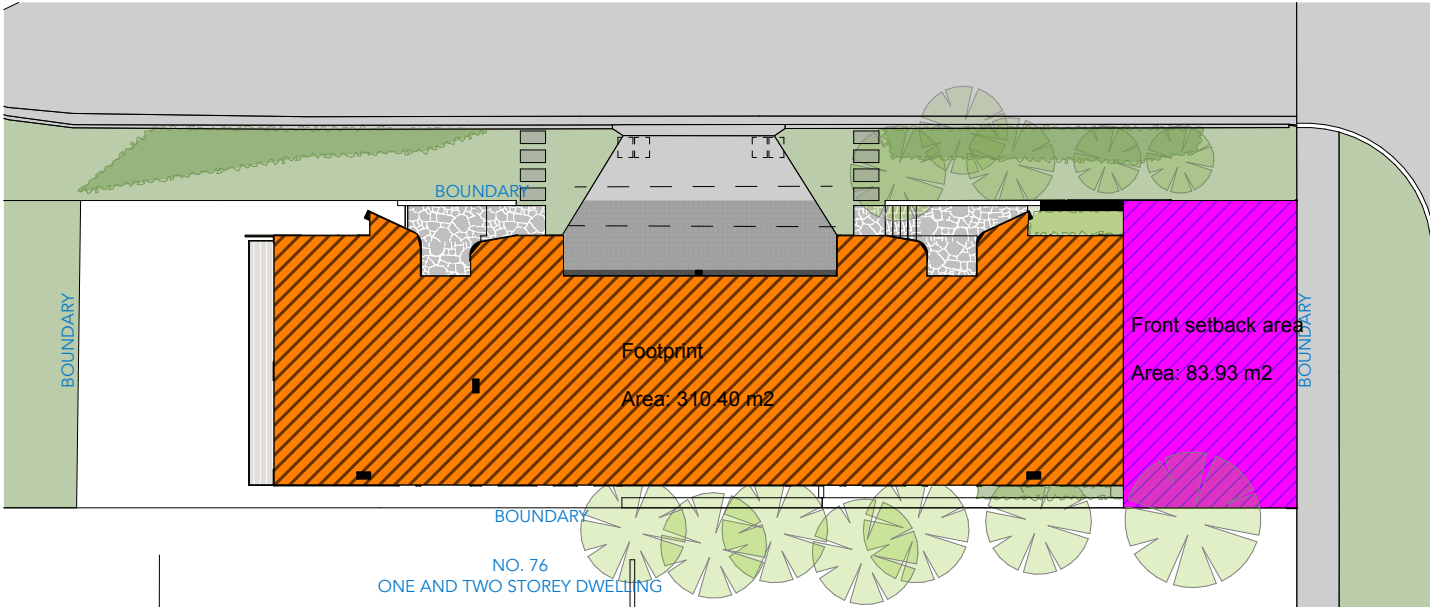 BOUNDARY
BOUNDARY
BOUNDARY
Front setback area
Area: 83.93 m2
Footprint
Area: 310.40 m2
BOUNDARY
NO. 76
ONE AND TWO STOREY DWELLING